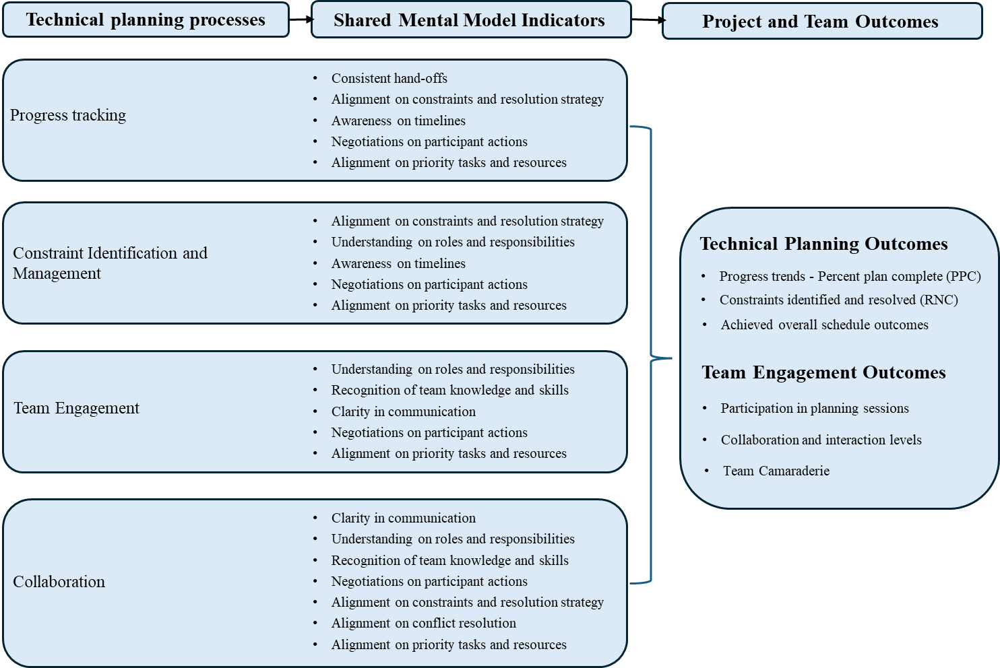 Technical planning processes
Shared Mental Model Indicators
Project and Team Outcomes
Progress tracking
• Consistent hand-offs
• Alignment on constraints and resolution strategy
• Awareness on timelines
• Negotiations on participant actions
• Alignment on priority tasks and resources
Constraint Identification and
Management
• Alignment on constraints and resolution strategy
• Understanding on roles and responsibilities
• Awareness on timelines
• Negotiations on participant actions
• Alignment on priority tasks and resources
Team Engagement
• Understanding on roles and responsibilities
• Recognition of team knowledge and skills
• Clarity in communication
• Negotiations on participant actions
• Alignment on priority tasks and resources
Collaboration
• Clarity in communication
• Understanding on roles and responsibilities
• Recognition of team knowledge and skills
• Negotiations on participant actions
• Alignment on constraints and resolution strategy
• Alignment on conflict resolution
• Alignment on priority tasks and resources
Technical Planning Outcomes
• Progress trends - Percent plan complete (PPC)
• Constraints identified and resolved (RNC)
• Achieved overall schedule outcomes
Team Engagement Outcomes
• Participation in planning sessions
• Collaboration and interaction levels
• Team Camaraderie